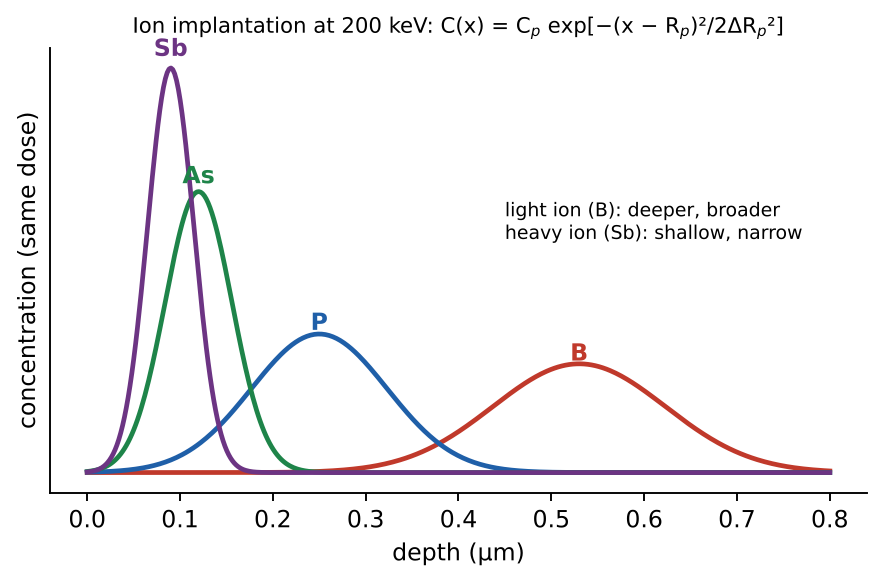 Ion implantation at 200 keV: C(x) = Cₚ exp[−(x − Rₚ)²/2ΔRₚ²]
Sb
As
light ion (B): deeper, broader
heavy ion (Sb): shallow, narrow
P
B
concentration (same dose)
0.0 0.1 0.2 0.3 0.4 0.5 0.6 0.7 0.8
depth (μm)